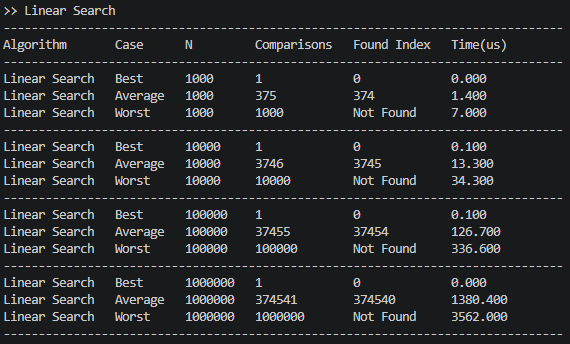 >> Linear Search
--------------------------------------------------------------------------------
Algorithm Case N Comparisons Found Index Time(us)
--------------------------------------------------------------------------------
Linear Search Best 1000 1 0 0.000
Linear Search Average 1000 375 374 1.400
Linear Search Worst 1000 1000 Not Found 7.000
--------------------------------------------------------------------------------
Linear Search Best 10000 1 0 0.100
Linear Search Average 10000 3746 3745 13.300
Linear Search Worst 10000 10000 Not Found 34.300
--------------------------------------------------------------------------------
Linear Search Best 100000 1 0 0.100
Linear Search Average 100000 37455 37454 126.700
Linear Search Worst 100000 100000 Not Found 336.600
--------------------------------------------------------------------------------
Linear Search Best 1000000 1 0 0.000
Linear Search Average 1000000 374541 374540 1380.400
Linear Search Worst 1000000 1000000 Not Found 3562.000
--------------------------------------------------------------------------------